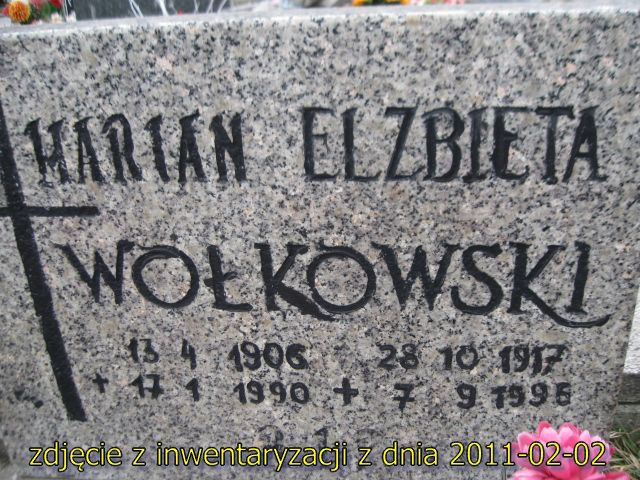 MARIAN ELZBIETA
WOŁKOWSKI
13 4 1906 28 10 1917
+ 17 1 1990 + 7 9 1996
zdjęcie z inwentaryzacji z dnia 2011-02-02